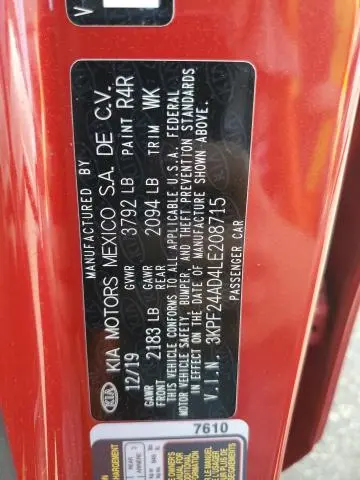 MANUFACTURED BY
KIA KIA MOTORS MEXICO S.A. DE C.V.
12/19 GVWR 3792 LB PAINT R4R
GAWR FRONT 2183 LB GAWR REAR 2094 LB TRIM WK
THIS VEHICLE CONFORMS TO ALL APPLICABLE U.S.A. FEDERAL
MOTOR VEHICLE SAFETY, BUMPER, AND THEFT PREVENTION STANDARDS
IN EFFECT ON THE DATE OF MANUFACTURE SHOWN ABOVE.
V.I.N. 3KPF24AD4LE208715
PASSENGER CAR
7610